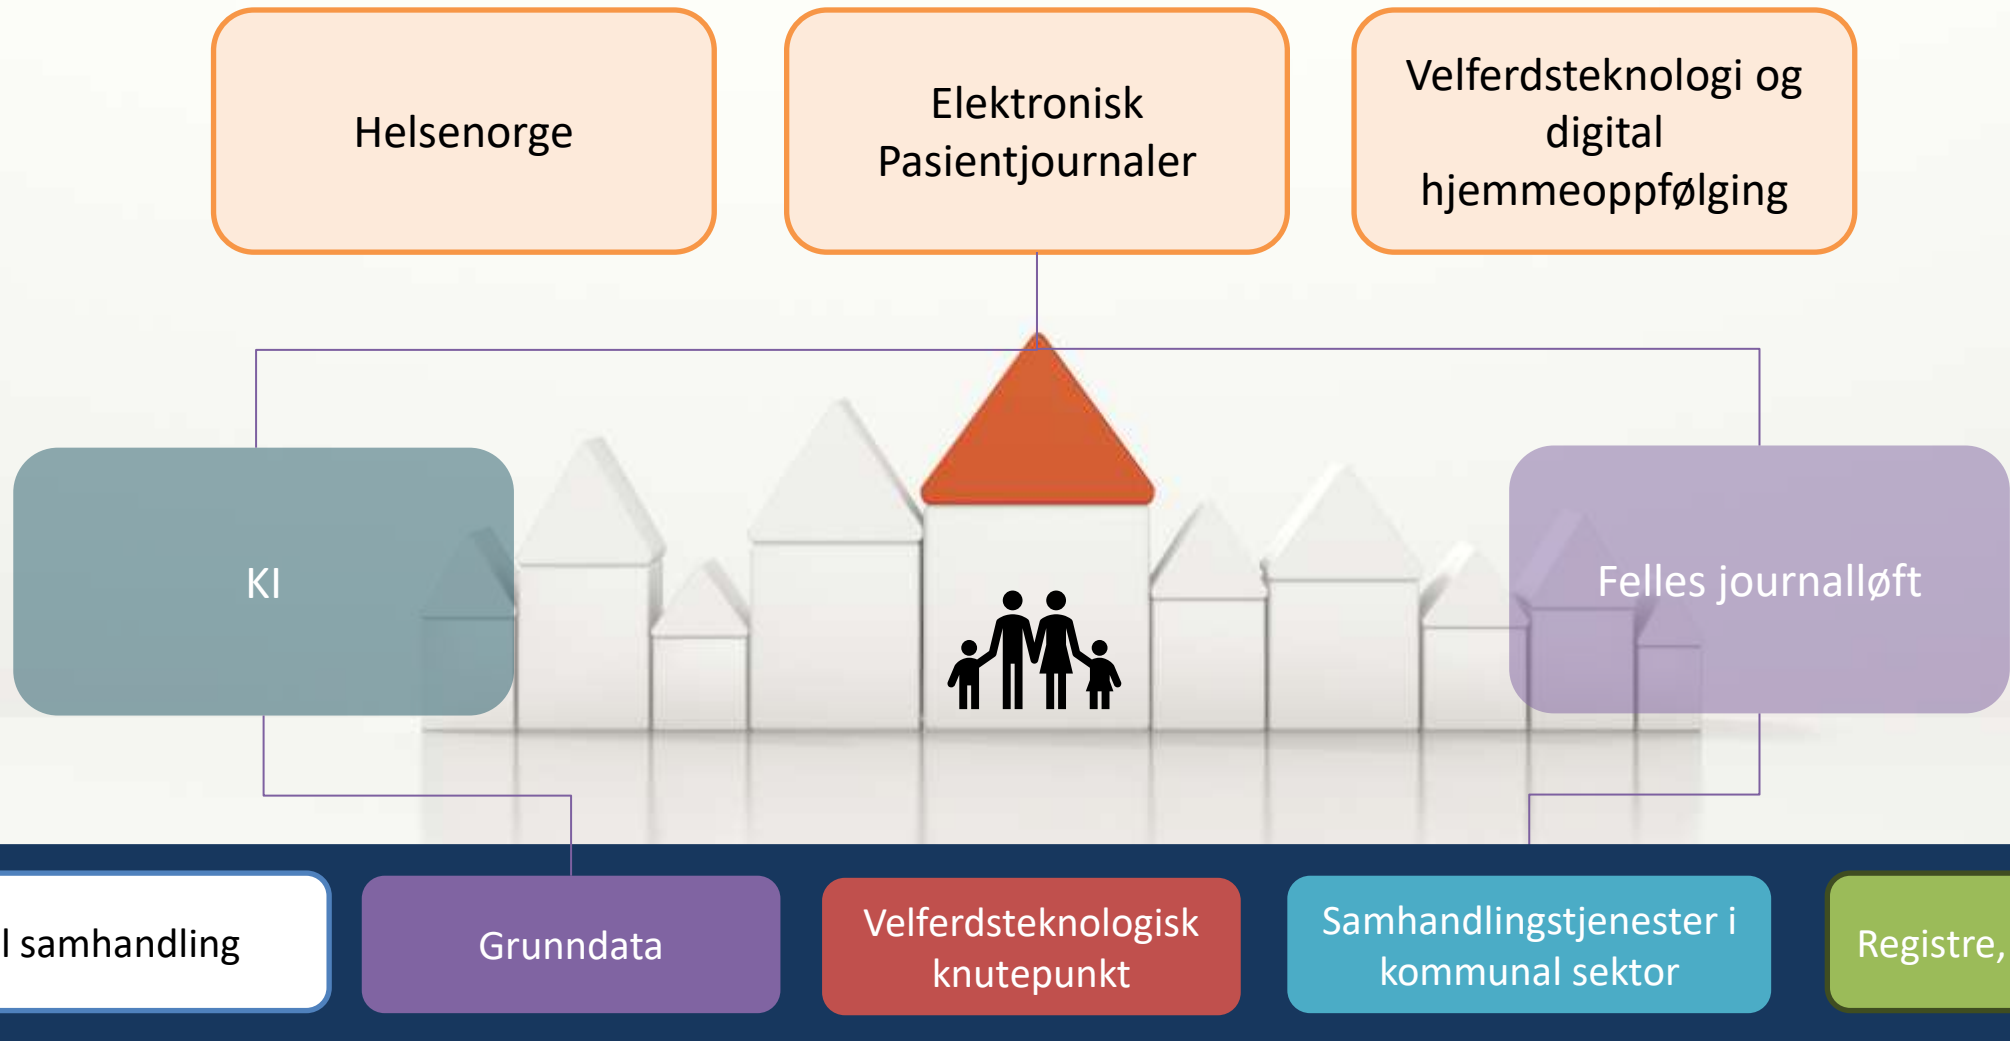 Helsenorge
Elektronisk
Pasientjournaler
Velferdsteknologi og
digital
hjemmeoppfølging
KI
Felles journalløft
l samhandling
Grunndata
Velferdsteknologisk
knutepunkt
Samhandlingstjenester i
kommunal sektor
Registre,